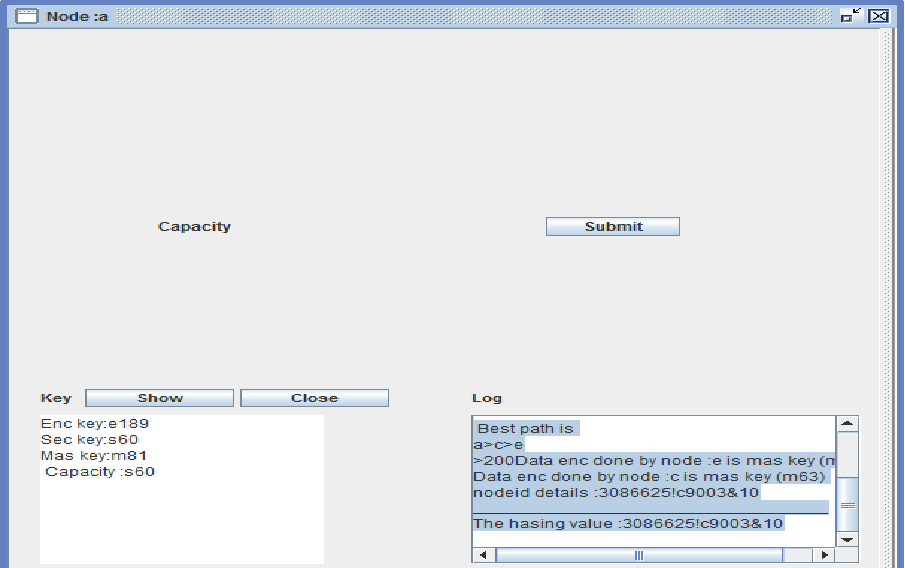 Node :a
Capacity
Submit
Key
Show
Close
Log
Enc key:e189
Sec key:s60
Mas key:m81
Capacity :s60
Best path is
a>c>e
>200Data enc done by node :e is mas key (m
Data enc done by node :c is mas key (m63)
nodeid details :3086625!c9003&10
The hasing value :3086625!c9003&10